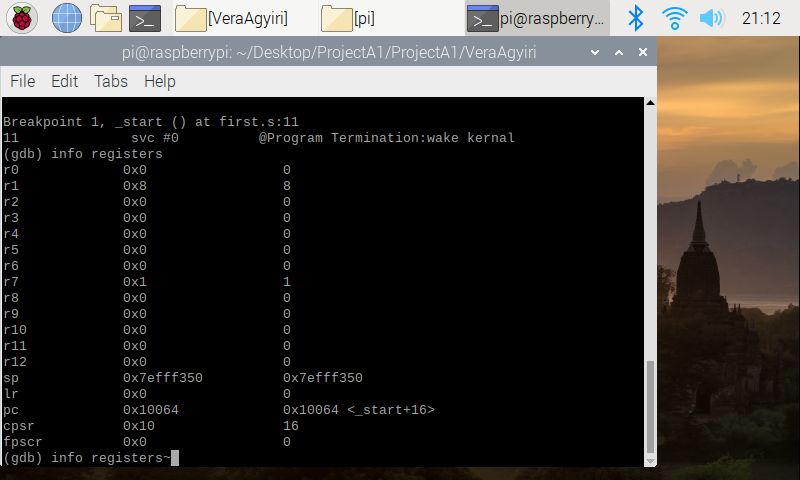 [VeraAgyiri]
[pi]
pi@raspberry...
21:12
pi@raspberrypi: ~/Desktop/ProjectA1/ProjectA1/VeraAgyiri
File Edit Tabs Help
Breakpoint 1, _start () at first.s:11
11 svc #0 @Program Termination:wake kernal
(gdb) info registers
r0 0x0 0
r1 0x8 8
r2 0x0 0
r3 0x0 0
r4 0x0 0
r5 0x0 0
r6 0x0 0
r7 0x1 1
r8 0x0 0
r9 0x0 0
r10 0x0 0
r11 0x0 0
r12 0x0 0
sp 0x7efff350 0x7efff350
lr 0x0 0
pc 0x10064 0x10064 <_start+16>
cpsr 0x10 16
fpscr 0x0 0
(gdb) info registers~